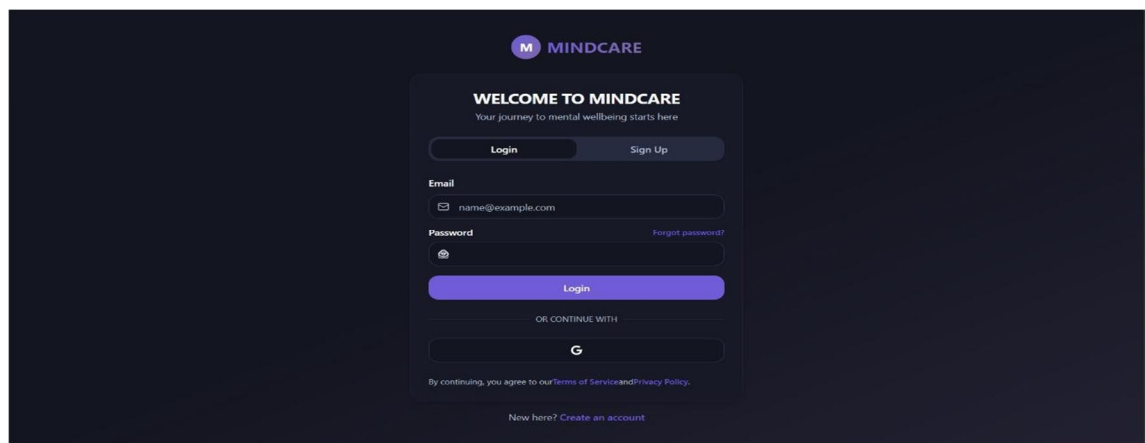 M MINDCARE
WELCOME TO MINDCARE
Your journey to mental wellbeing starts here
Login Sign Up
Email
name@example.com
Password Forgot password?
Login
OR CONTINUE WITH
G
By continuing, you agree to ourTerms of ServiceandPrivacy Policy.
New here? Create an account